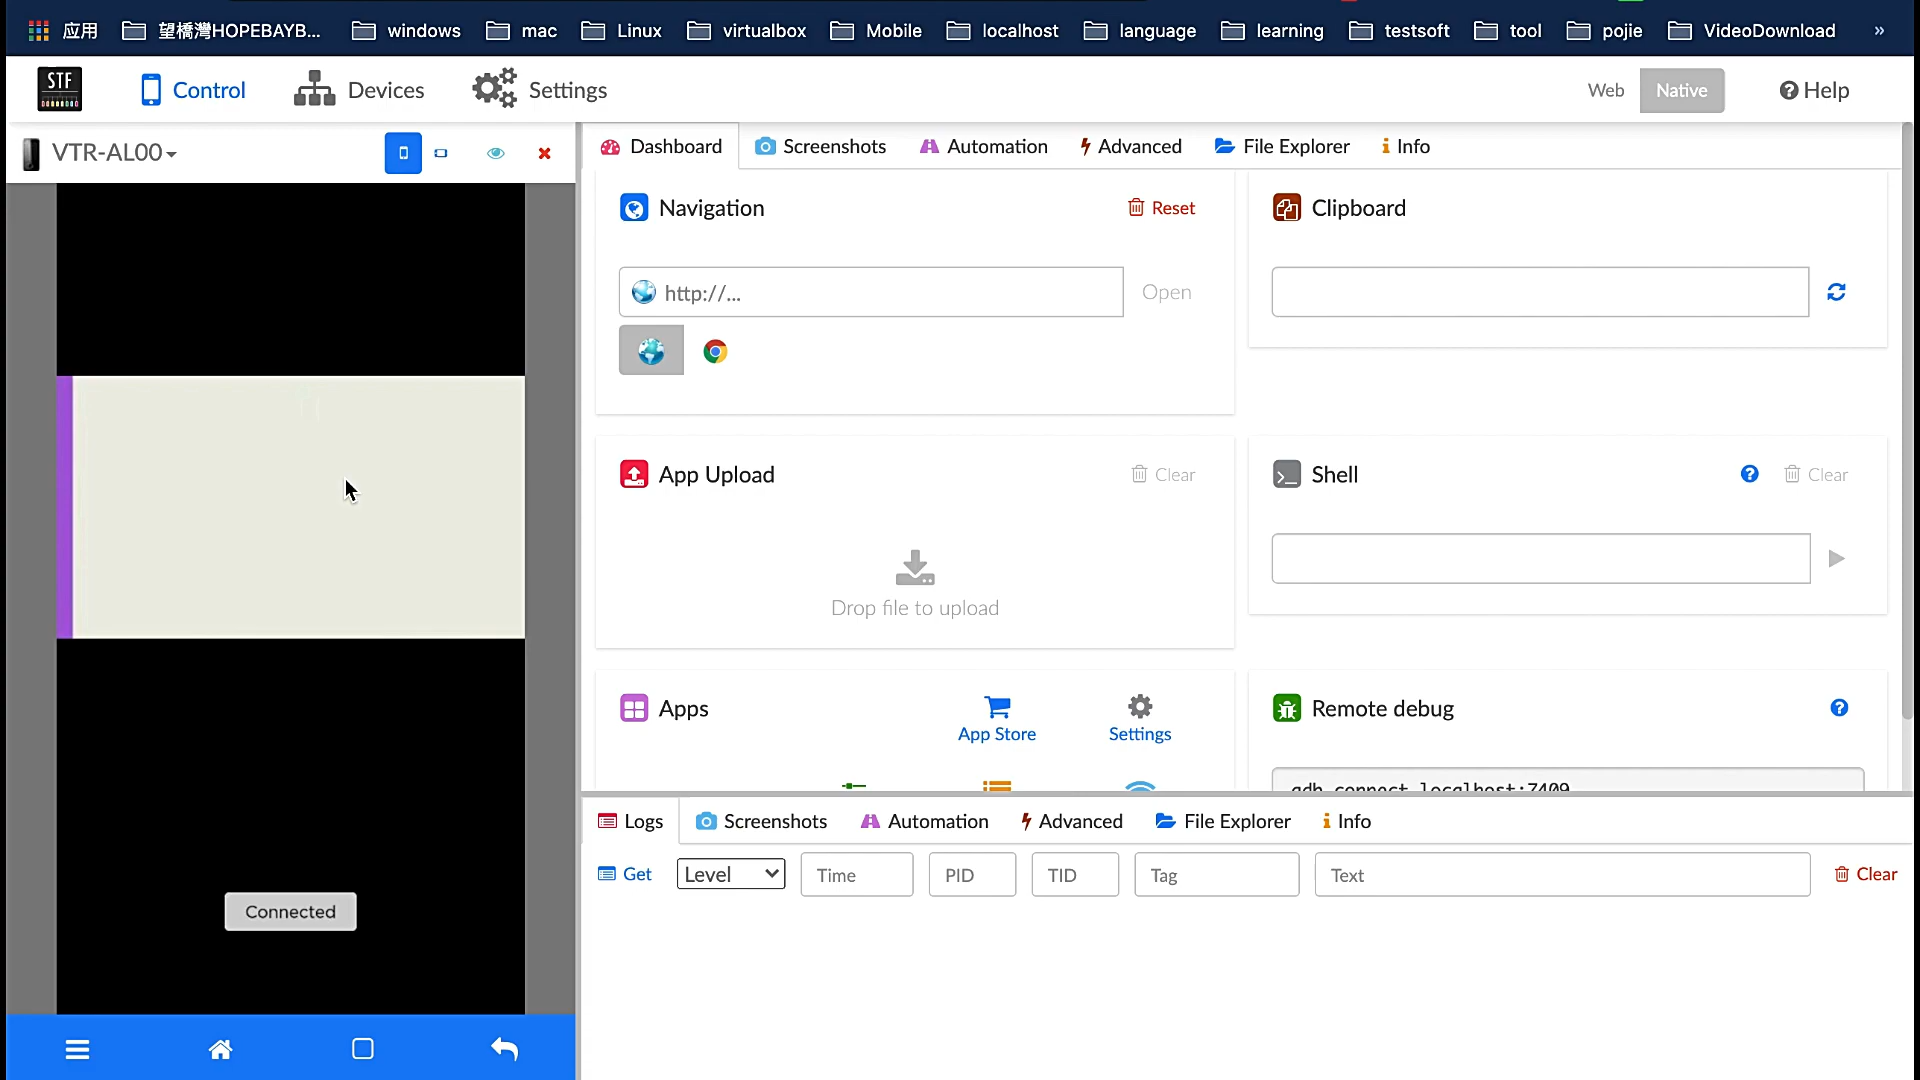 应用
望橋灣HOPEBAYB...
windows
mac
Linux
virtualbox
Mobile
localhost
language
learning
testsoft
tool
pojie
VideoDownload
»
STF
Control
Devices
Settings
Web
Native
Help
VTR-AL00
Dashboard
Screenshots
Automation
Advanced
File Explorer
Info
Navigation
Reset
Clipboard
http://...
Open
App Upload
Clear
Shell
Clear
Drop file to upload
Apps
App Store
Settings
Remote debug
adb connect localhost:7409
Connected
Logs
Screenshots
Automation
Advanced
File Explorer
Info
Get
Level
Time
PID
TID
Tag
Text
Clear